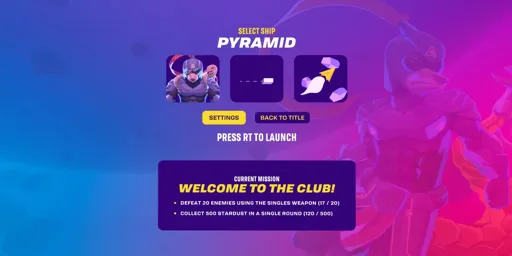 SELECT SHIP
PYRAMID
SETTINGS
BACK TO TITLE
PRESS RT TO LAUNCH
CURRENT MISSION
WELCOME TO THE CLUB!
• DEFEAT 20 ENEMIES USING THE SINGLES WEAPON (17 / 20)
• COLLECT 500 STARDUST IN A SINGLE ROUND (120 / 500)